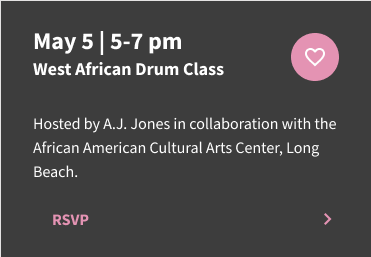 May 5 | 5-7 pm
West African Drum Class
Hosted by A.J. Jones in collaboration with the
African American Cultural Arts Center, Long
Beach.
RSVP